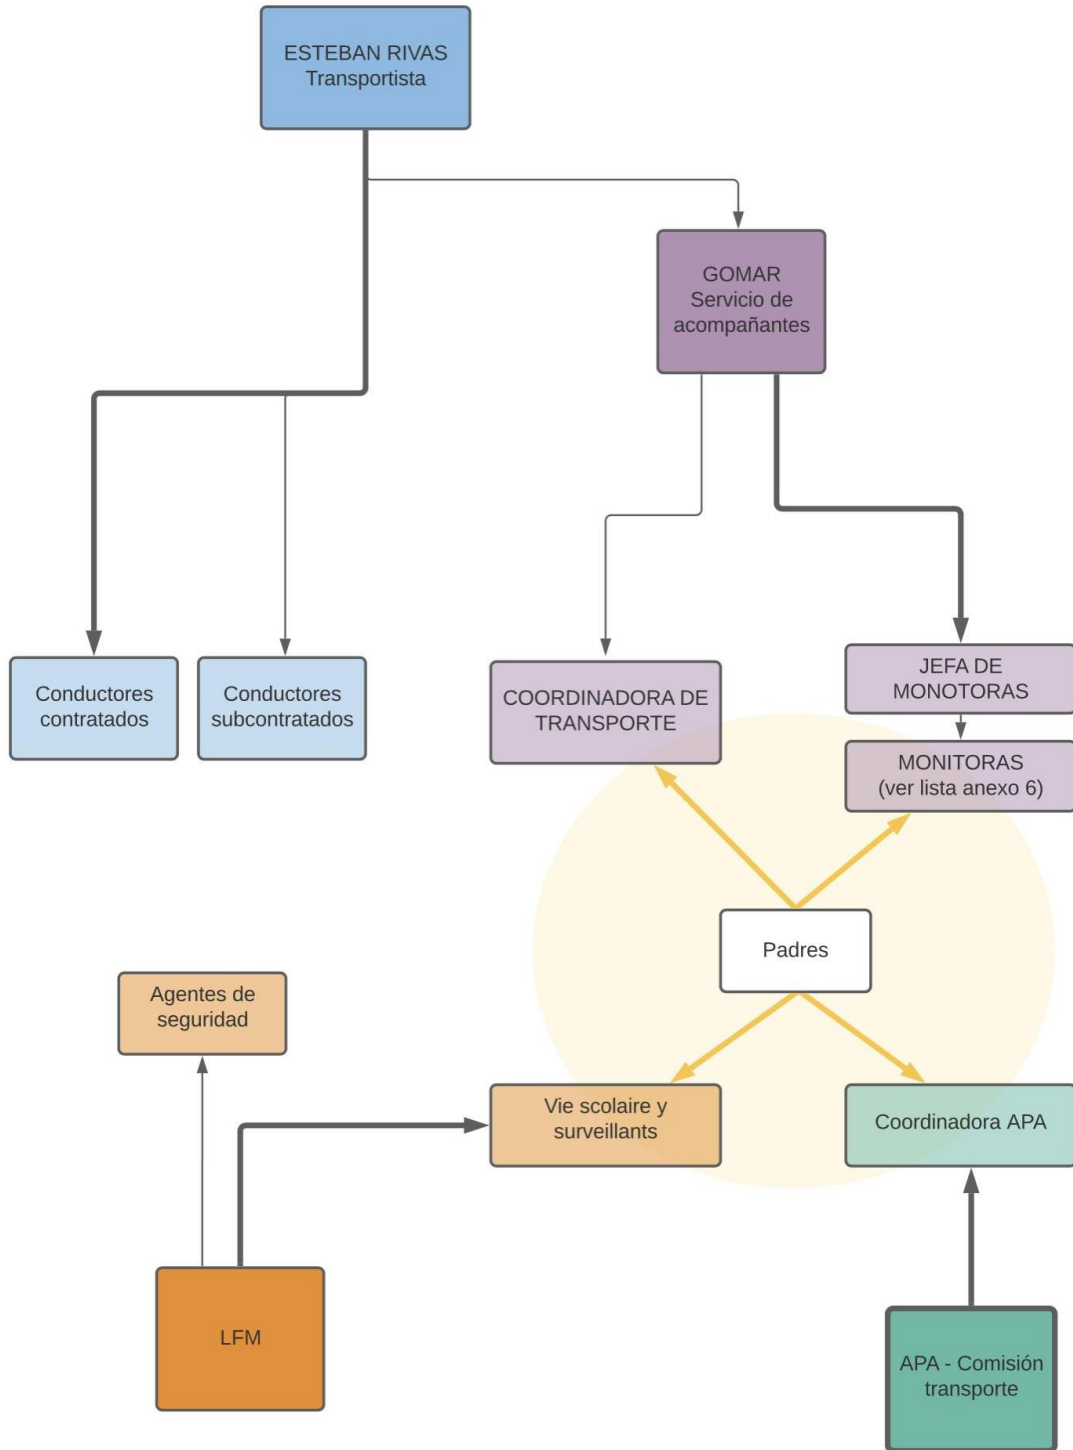 ESTEBAN RIVAS
Transportista
GOMAR
Servicio de
acompañantes
Conductores
contratados
Conductores
subcontratados
COORDINADORA DE
TRANSPORTE
JEFA DE
MONOTORAS
MONITORAS
(ver lista anexo 6)
Padres
Agentes de
seguridad
Vie scolaire y
surveillants
Coordinadora APA
LFM
APA - Comisión
transporte